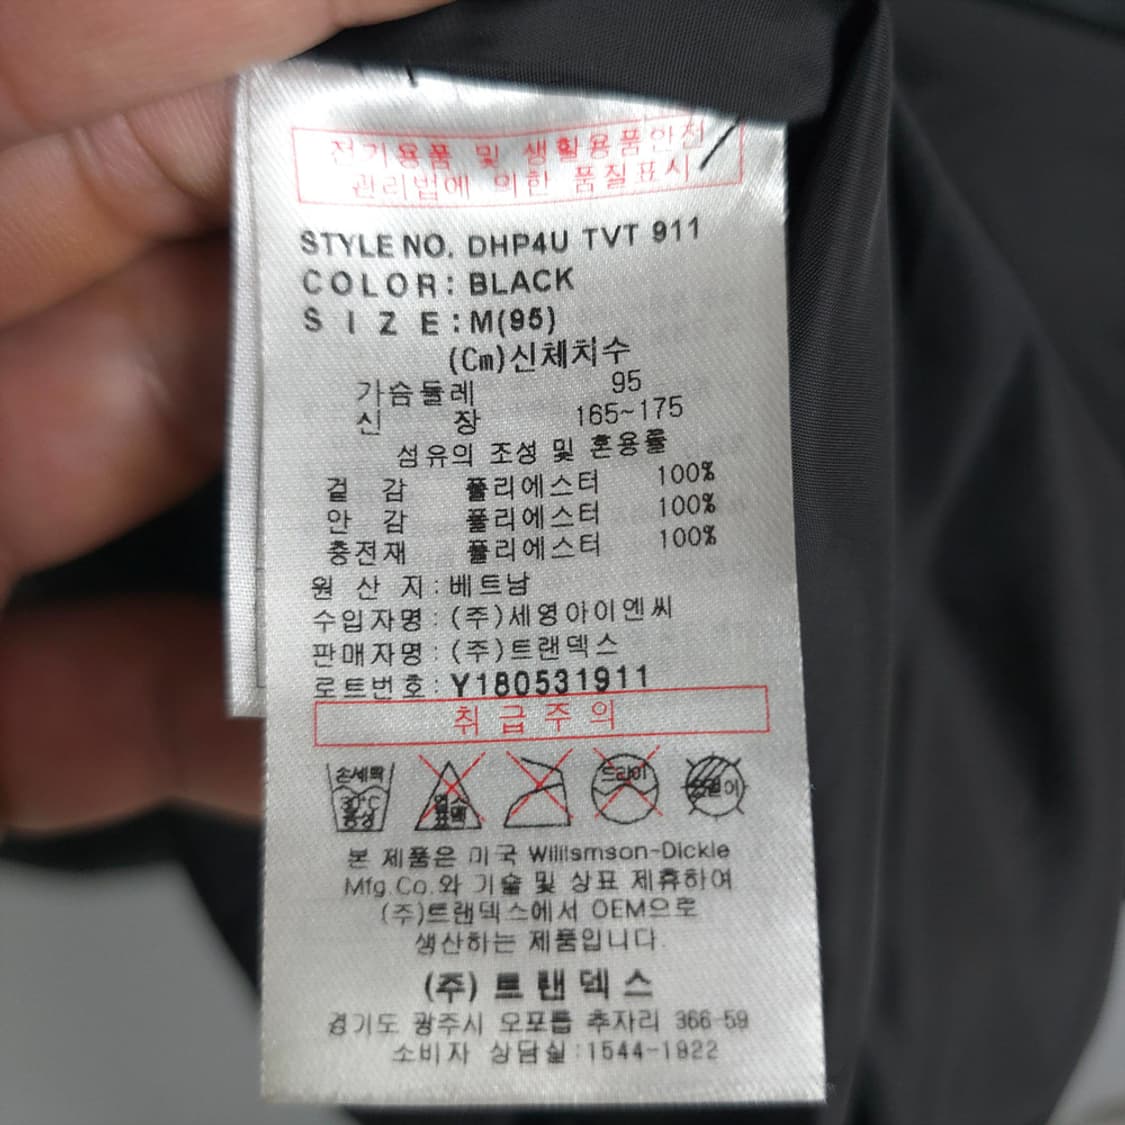 전기용품 및 생활용품안전
관리법에 의한 품질표시
STYLE NO. DHP4U TVT 911
COLOR: BLACK
SIZE: M(95)
(Cm)신체치수
가슴둘레 95
신 장 165~175
섬유의 조성 및 혼용률
겉 감 폴리에스터 100%
안 감 폴리에스터 100%
충전재 폴리에스터 100%
원 산 지: 베트남
수입자명: (주)세영아이엔씨
판매자명: (주)트랜덱스
로트번호: Y180531911
취급주의
손세탁
30°C
중성
염소
표백
드라이
본 제품은 미국 Willismson-Dickie
Mfg.Co.와 기술 및 상표 제휴하여
(주)트랜덱스에서 OEM으로
생산하는 제품입니다.
(주)트랜덱스
경기도 광주시 오포읍 추자리 366-59
소비자 상담실:1544-1922